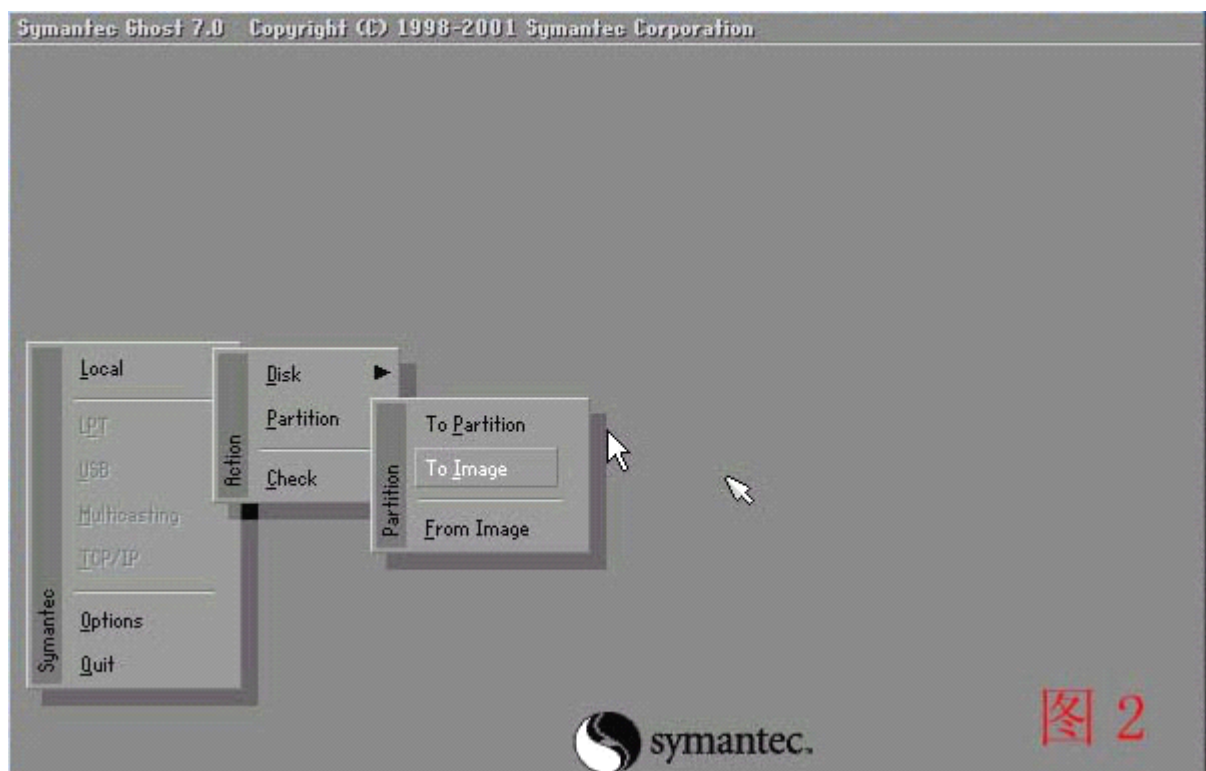 Symantec Ghost 7.0 Copyright (C) 1998-2001 Symantec Corporation
Local
LPT
USB
Multicasting
TCP/IP
Options
Quit
Symantec
Disk
Partition
Check
Action
To Partition
To Image
From Image
Partition
symantec.
图 2